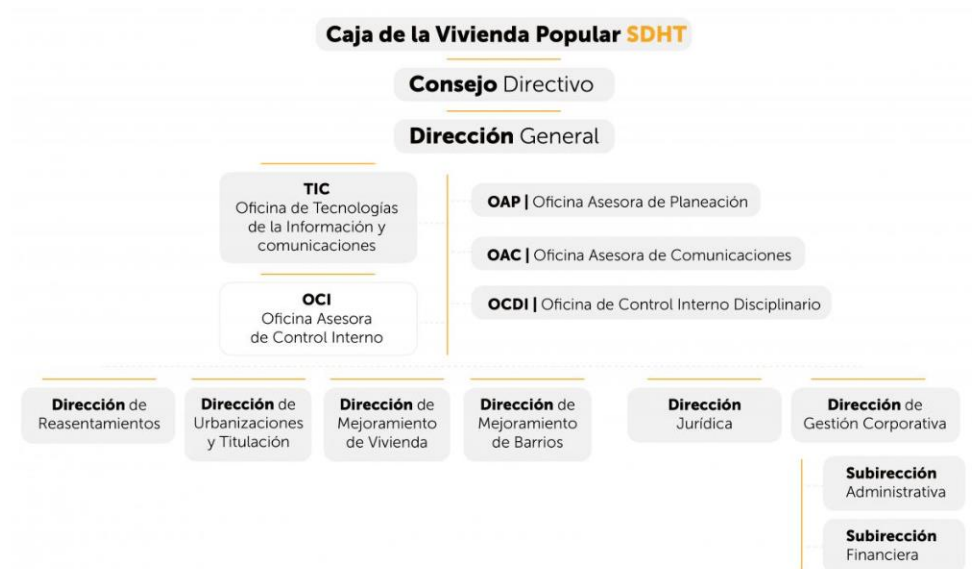 Caja de la Vivienda Popular SDHT
Consejo Directivo
Dirección General
TIC
Oficina de Tecnologías
de la Información y
comunicaciones
OCI
Oficina Asesora
de Control Interno
OAP | Oficina Asesora de Planeación
OAC | Oficina Asesora de Comunicaciones
OCDI | Oficina de Control Interno Disciplinario
Dirección de
Reasentamientos
Dirección de
Urbanizaciones
y Titulación
Dirección de
Mejoramiento
de Vivienda
Dirección de
Mejoramiento
de Barrios
Dirección
Jurídica
Dirección de
Gestión Corporativa
Subirección
Administrativa
Subirección
Financiera